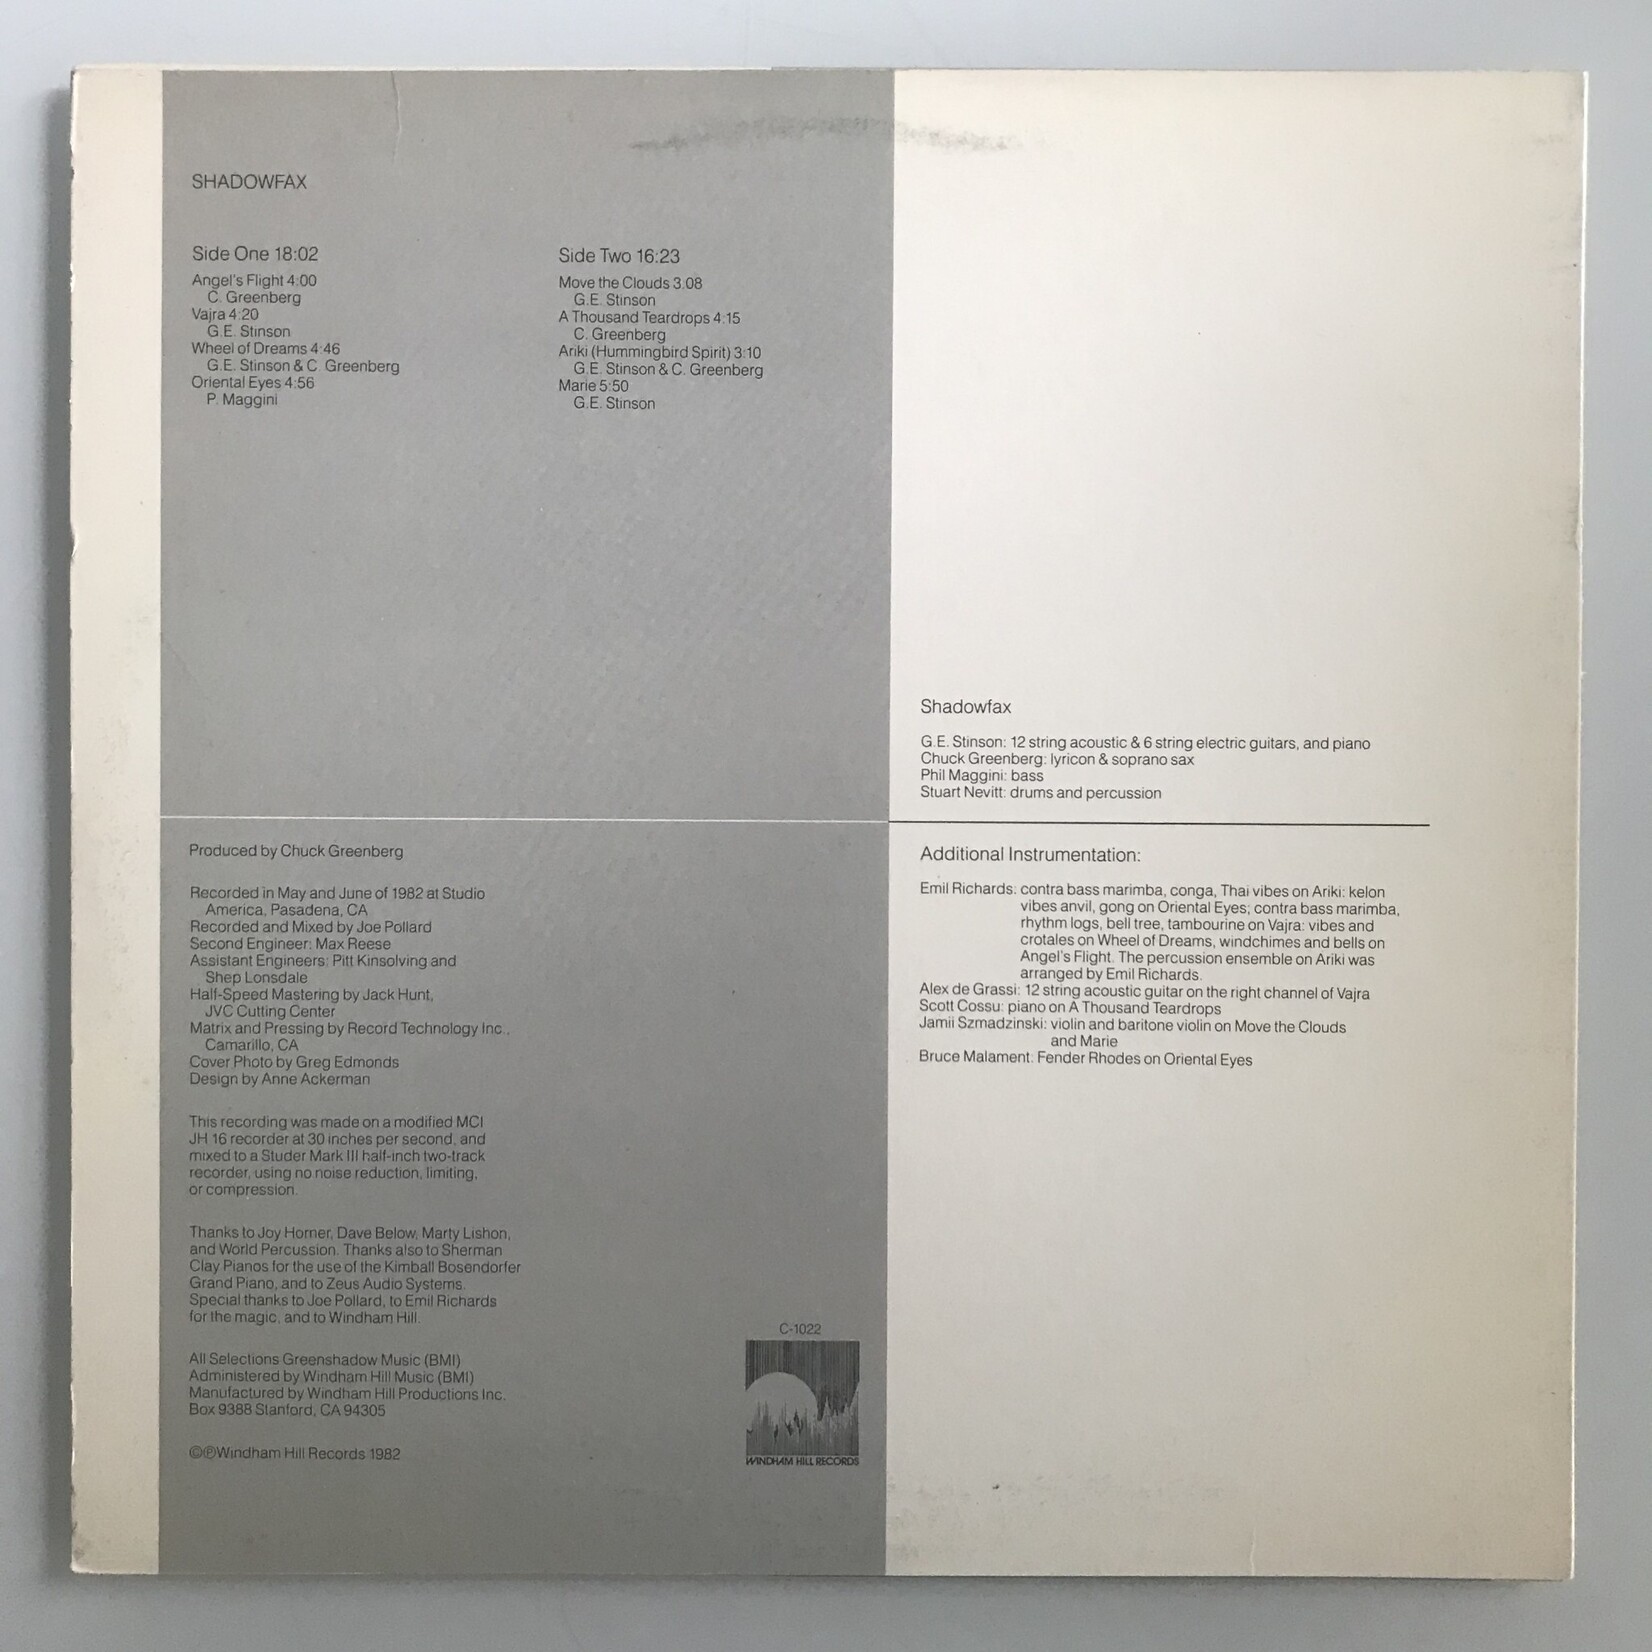 SHADOWFAX
Side One 18:02
Angel's Flight 4:00
C. Greenberg
Vajra 4:20
G.E. Stinson
Wheel of Dreams 4:46
G.E. Stinson & C. Greenberg
Oriental Eyes 4:56
P. Maggini
Side Two 16:23
Move the Clouds 3:08
G.E. Stinson
A Thousand Teardrops 4:15
C. Greenberg
Ariki (Hummingbird Spirit) 3:10
G.E. Stinson & C. Greenberg
Marie 5:50
G.E. Stinson
Shadowfax
G.E. Stinson: 12 string acoustic & 6 string electric guitars, and piano
Chuck Greenberg: lyricon & soprano sax
Phil Maggini: bass
Stuart Nevitt: drums and percussion
Produced by Chuck Greenberg
Recorded in May and June of 1982 at Studio
America, Pasadena, CA
Recorded and Mixed by Joe Pollard
Second Engineer: Max Reese
Assistant Engineers: Pitt Kinsolving and
Shep Lonsdale
Half-Speed Mastering by Jack Hunt,
JVC Cutting Center
Matrix and Pressing by Record Technology Inc.,
Camarillo, CA
Cover Photo by Greg Edmonds
Design by Anne Ackerman
This recording was made on a modified MCI
JH 16 recorder at 30 inches per second, and
mixed to a Studer Mark III half-inch two-track
recorder, using no noise reduction, limiting,
or compression.
Thanks to Joy Horner, Dave Below, Marty Lishon,
and World Percussion. Thanks also to Sherman
Clay Pianos for the use of the Kimball Bosendorfer
Grand Piano, and to Zeus Audio Systems.
Special thanks to Joe Pollard, to Emil Richards
for the magic, and to Windham Hill.
All Selections Greenshadow Music (BMI)
Administered by Windham Hill Music (BMI)
Manufactured by Windham Hill Productions Inc.
Box 9388 Stanford, CA 94305
©℗Windham Hill Records 1982
C-1022
WINDHAM HILL RECORDS
Additional Instrumentation:
Emil Richards: contra bass marimba, conga, Thai vibes on Ariki: kelon
vibes anvil, gong on Oriental Eyes; contra bass marimba,
rhythm logs, bell tree, tambourine on Vajra: vibes and
crotales on Wheel of Dreams, windchimes and bells on
Angel's Flight. The percussion ensemble on Ariki was
arranged by Emil Richards.
Alex de Grassi: 12 string acoustic guitar on the right channel of Vajra
Scott Cossu: piano on A Thousand Teardrops
Jamii Szmadzinski: violin and baritone violin on Move the Clouds
and Marie
Bruce Malament: Fender Rhodes on Oriental Eyes